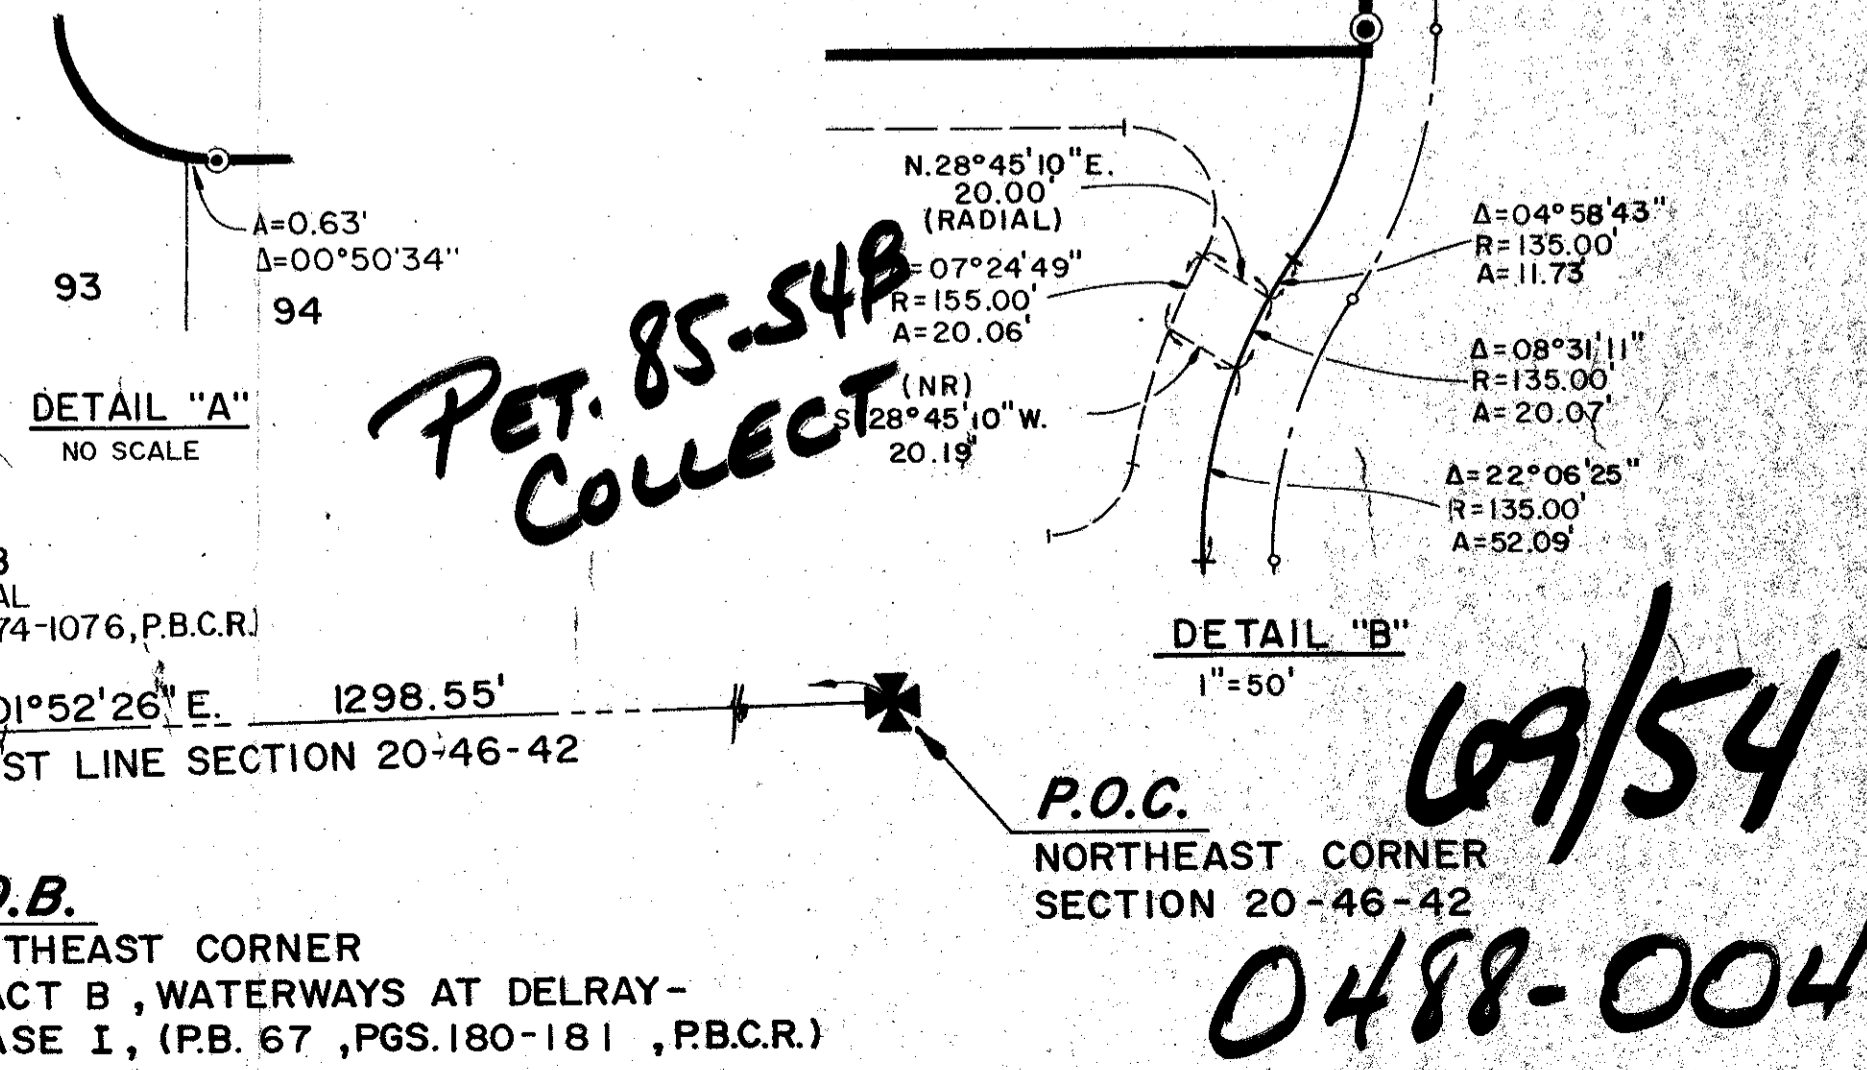 A=0.63'
Δ=00°50'34"
93
94
DETAIL "A"
NO SCALE
PET. 85-54B
COLLECT
N.28°45'10"E.
20.00'
(RADIAL)
=07°24'49"
R=155.00'
A=20.06'
(NR)
S 28°45'10"W.
20.19'
Δ=04°58'43"
R=135.00'
A=11.73'
Δ=08°31'11"
R=135.00'
A=20.07'
Δ=22°06'25"
R=135.00'
A=52.09'
DETAIL "B"
1"=50'
AL
74-1076, P.B.C.R.)
01°52'26"E. 1298.55'
ST LINE SECTION 20-46-42
P.O.C.
NORTHEAST CORNER
SECTION 20-46-42
69/54
0488-004
O.B.
THEAST CORNER
ACT B , WATERWAYS AT DELRAY-
ASE I, (P.B. 67 ,PGS.180-181 , P.B.C.R.)